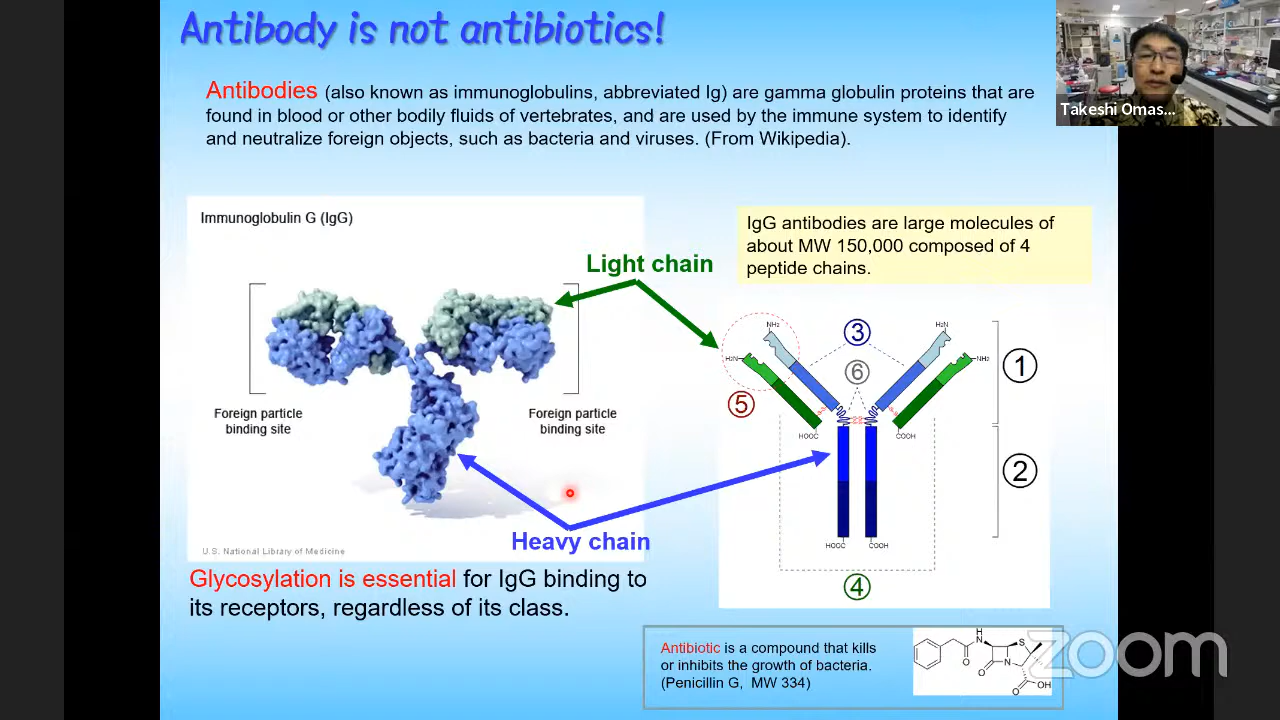 Antibody is not antibiotics!
Takeshi Omas...
Antibodies (also known as immunoglobulins, abbreviated Ig) are gamma globulin proteins that are
found in blood or other bodily fluids of vertebrates, and are used by the immune system to identify
and neutralize foreign objects, such as bacteria and viruses. (From Wikipedia).
Immunoglobulin G (IgG)
Foreign particle
binding site
Foreign particle
binding site
U.S. National Library of Medicine
Light chain
Heavy chain
IgG antibodies are large molecules of
about MW 150,000 composed of 4
peptide chains.
NH₂
H₂N
③
H₂N
NH₂
①
⑥
⑤
HOOC
COOH
②
HOOC
COOH
④
Glycosylation is essential for IgG binding to
its receptors, regardless of its class.
Antibiotic is a compound that kills
or inhibits the growth of bacteria.
(Penicillin G, MW 334)
H
N
S
O
N
O
O
OH
zoom